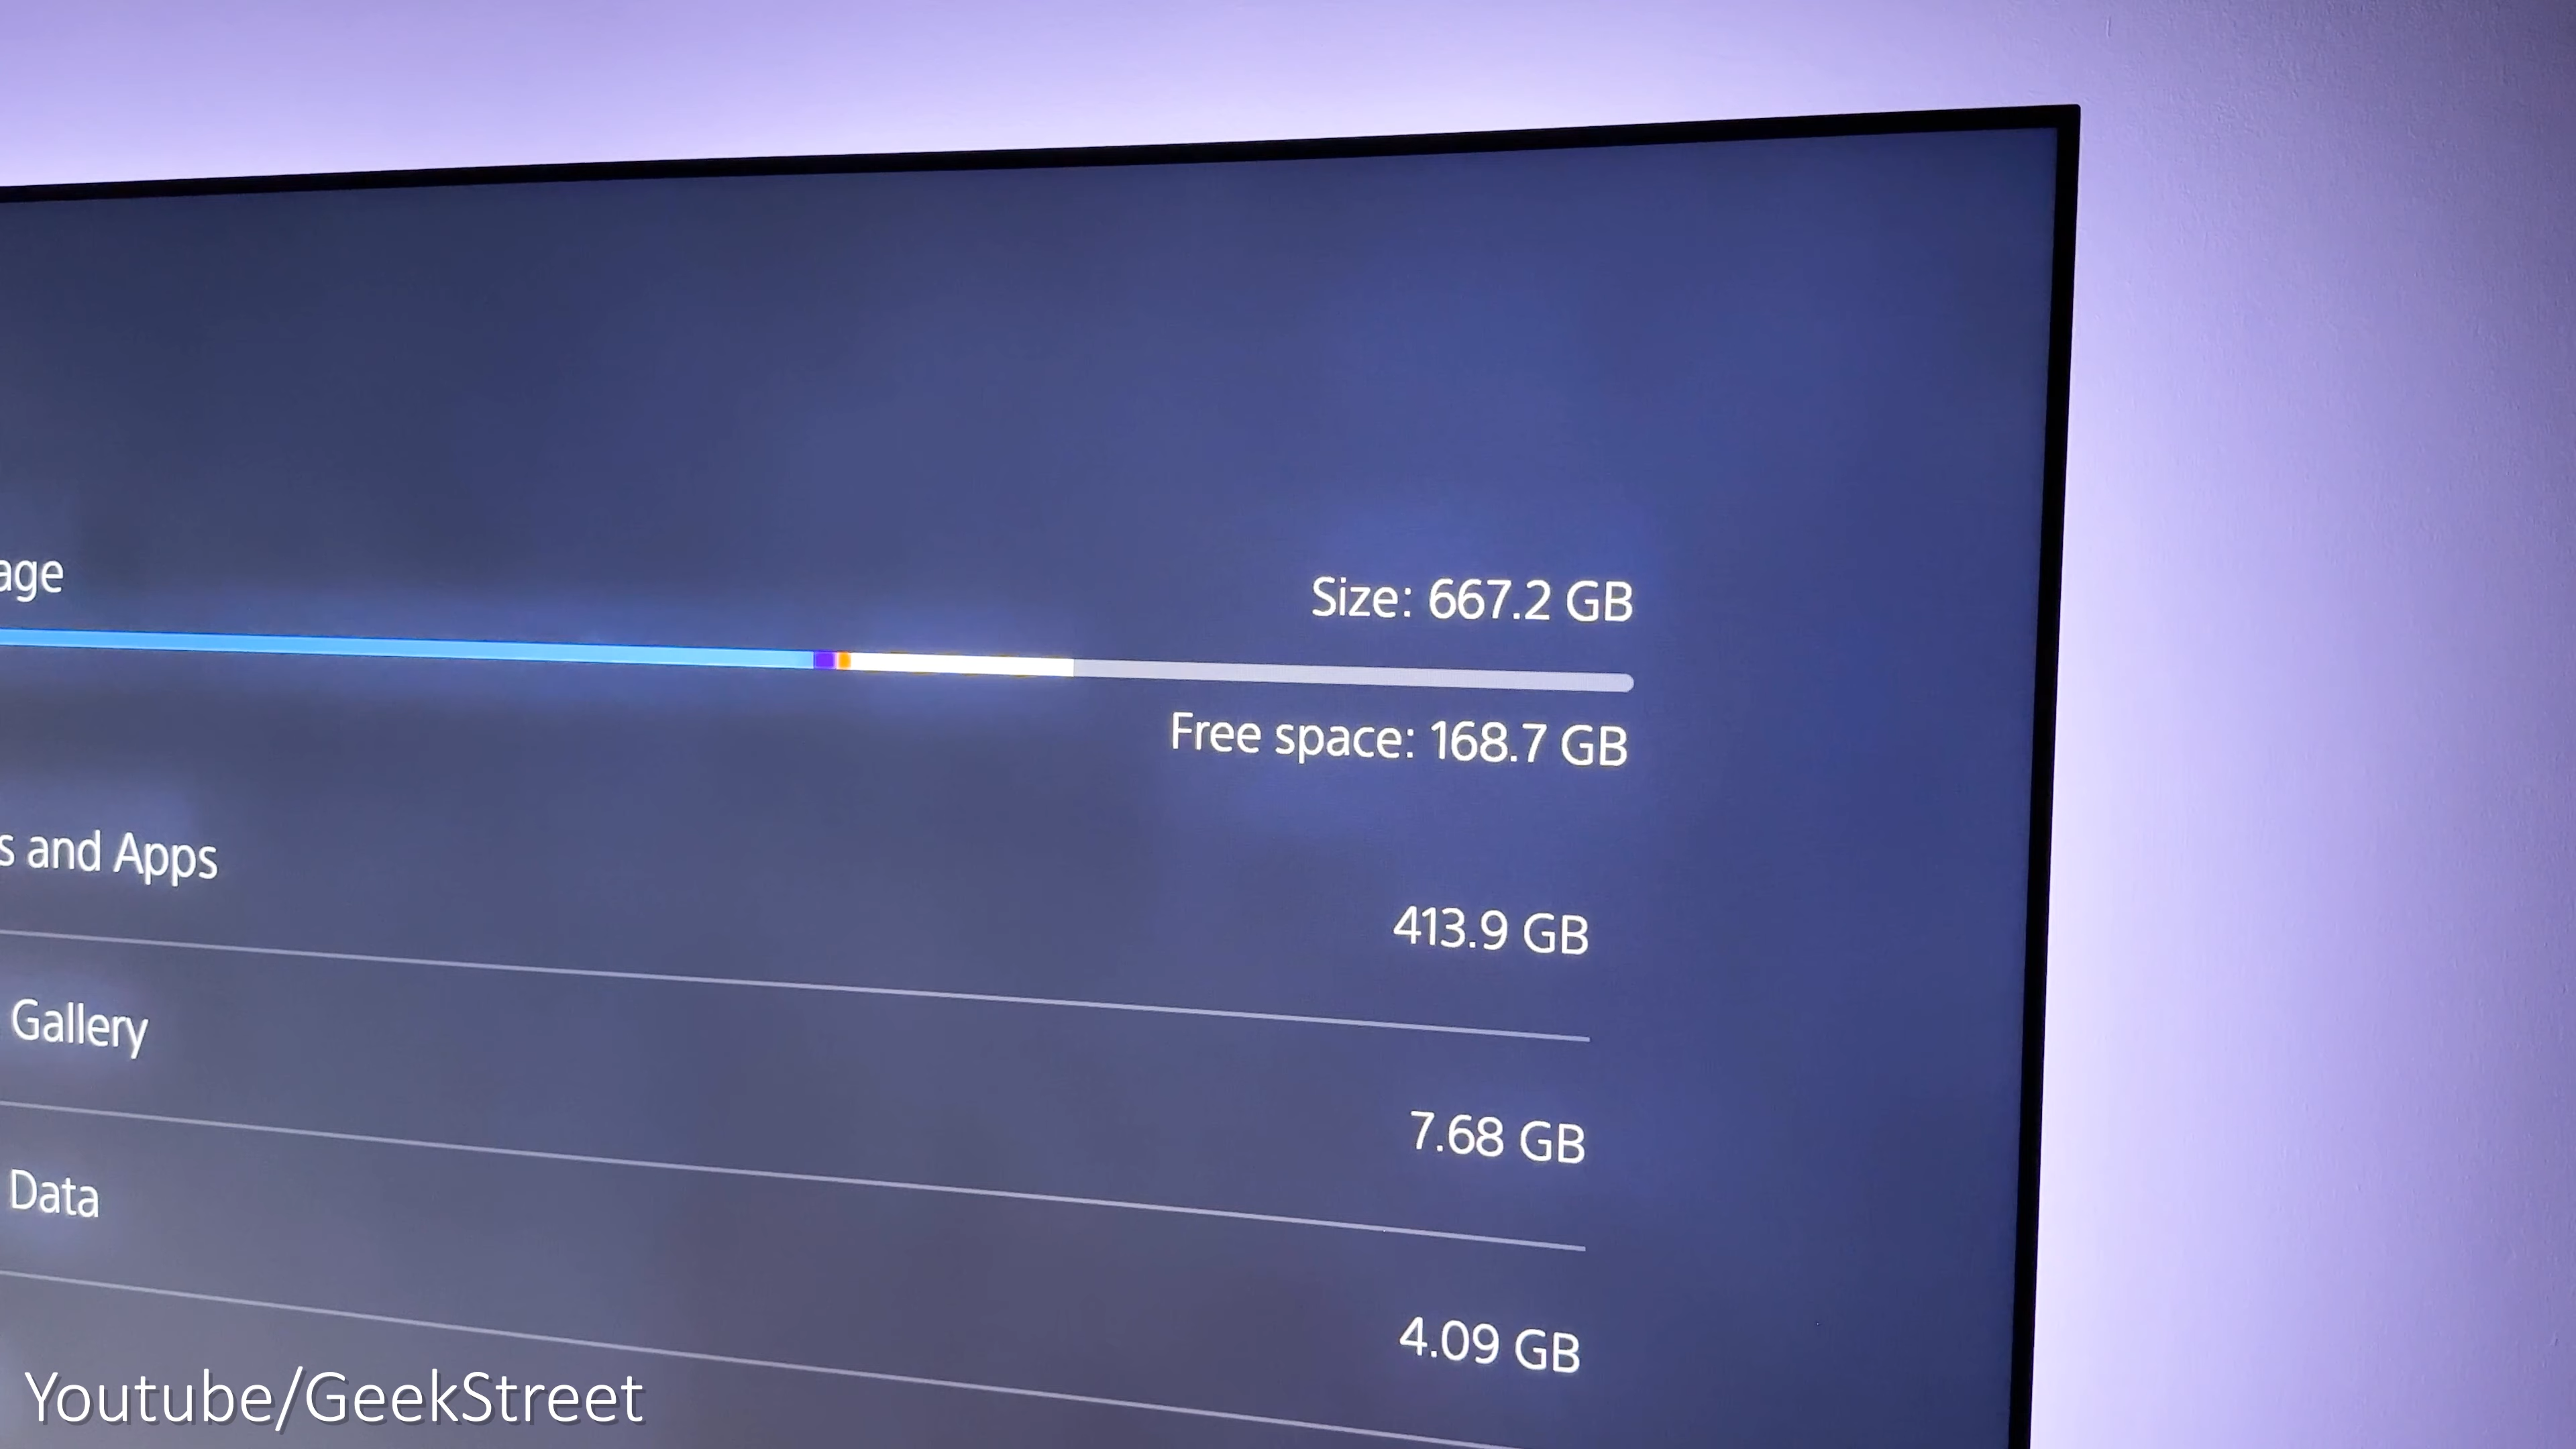 age
Size: 667.2 GB
Free space: 168.7 GB
s and Apps
413.9 GB
Gallery
7.68 GB
Data
4.09 GB
Youtube/GeekStreet